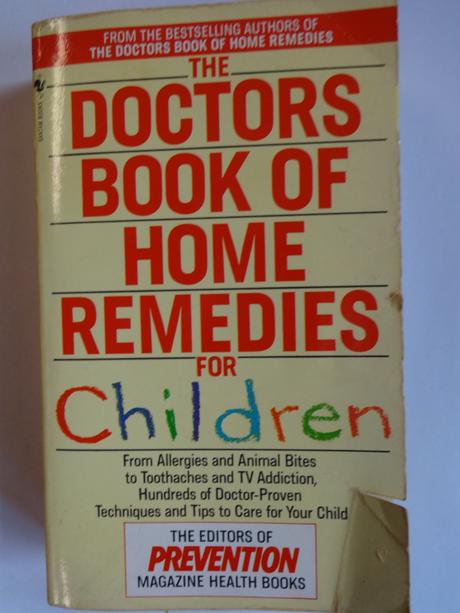 FROM THE BESTSELLING AUTHORS OF
THE DOCTORS BOOK OF HOME REMEDIES
THE
DOCTORS
BOOK OF
HOME
REMEDIES
FOR
Children
From Allergies and Animal Bites
to Toothaches and TV Addiction,
Hundreds of Doctor-Proven
Techniques and Tips to Care for Your Child
THE EDITORS OF
PREVENTION
MAGAZINE HEALTH BOOKS
BANTAM BOOKS